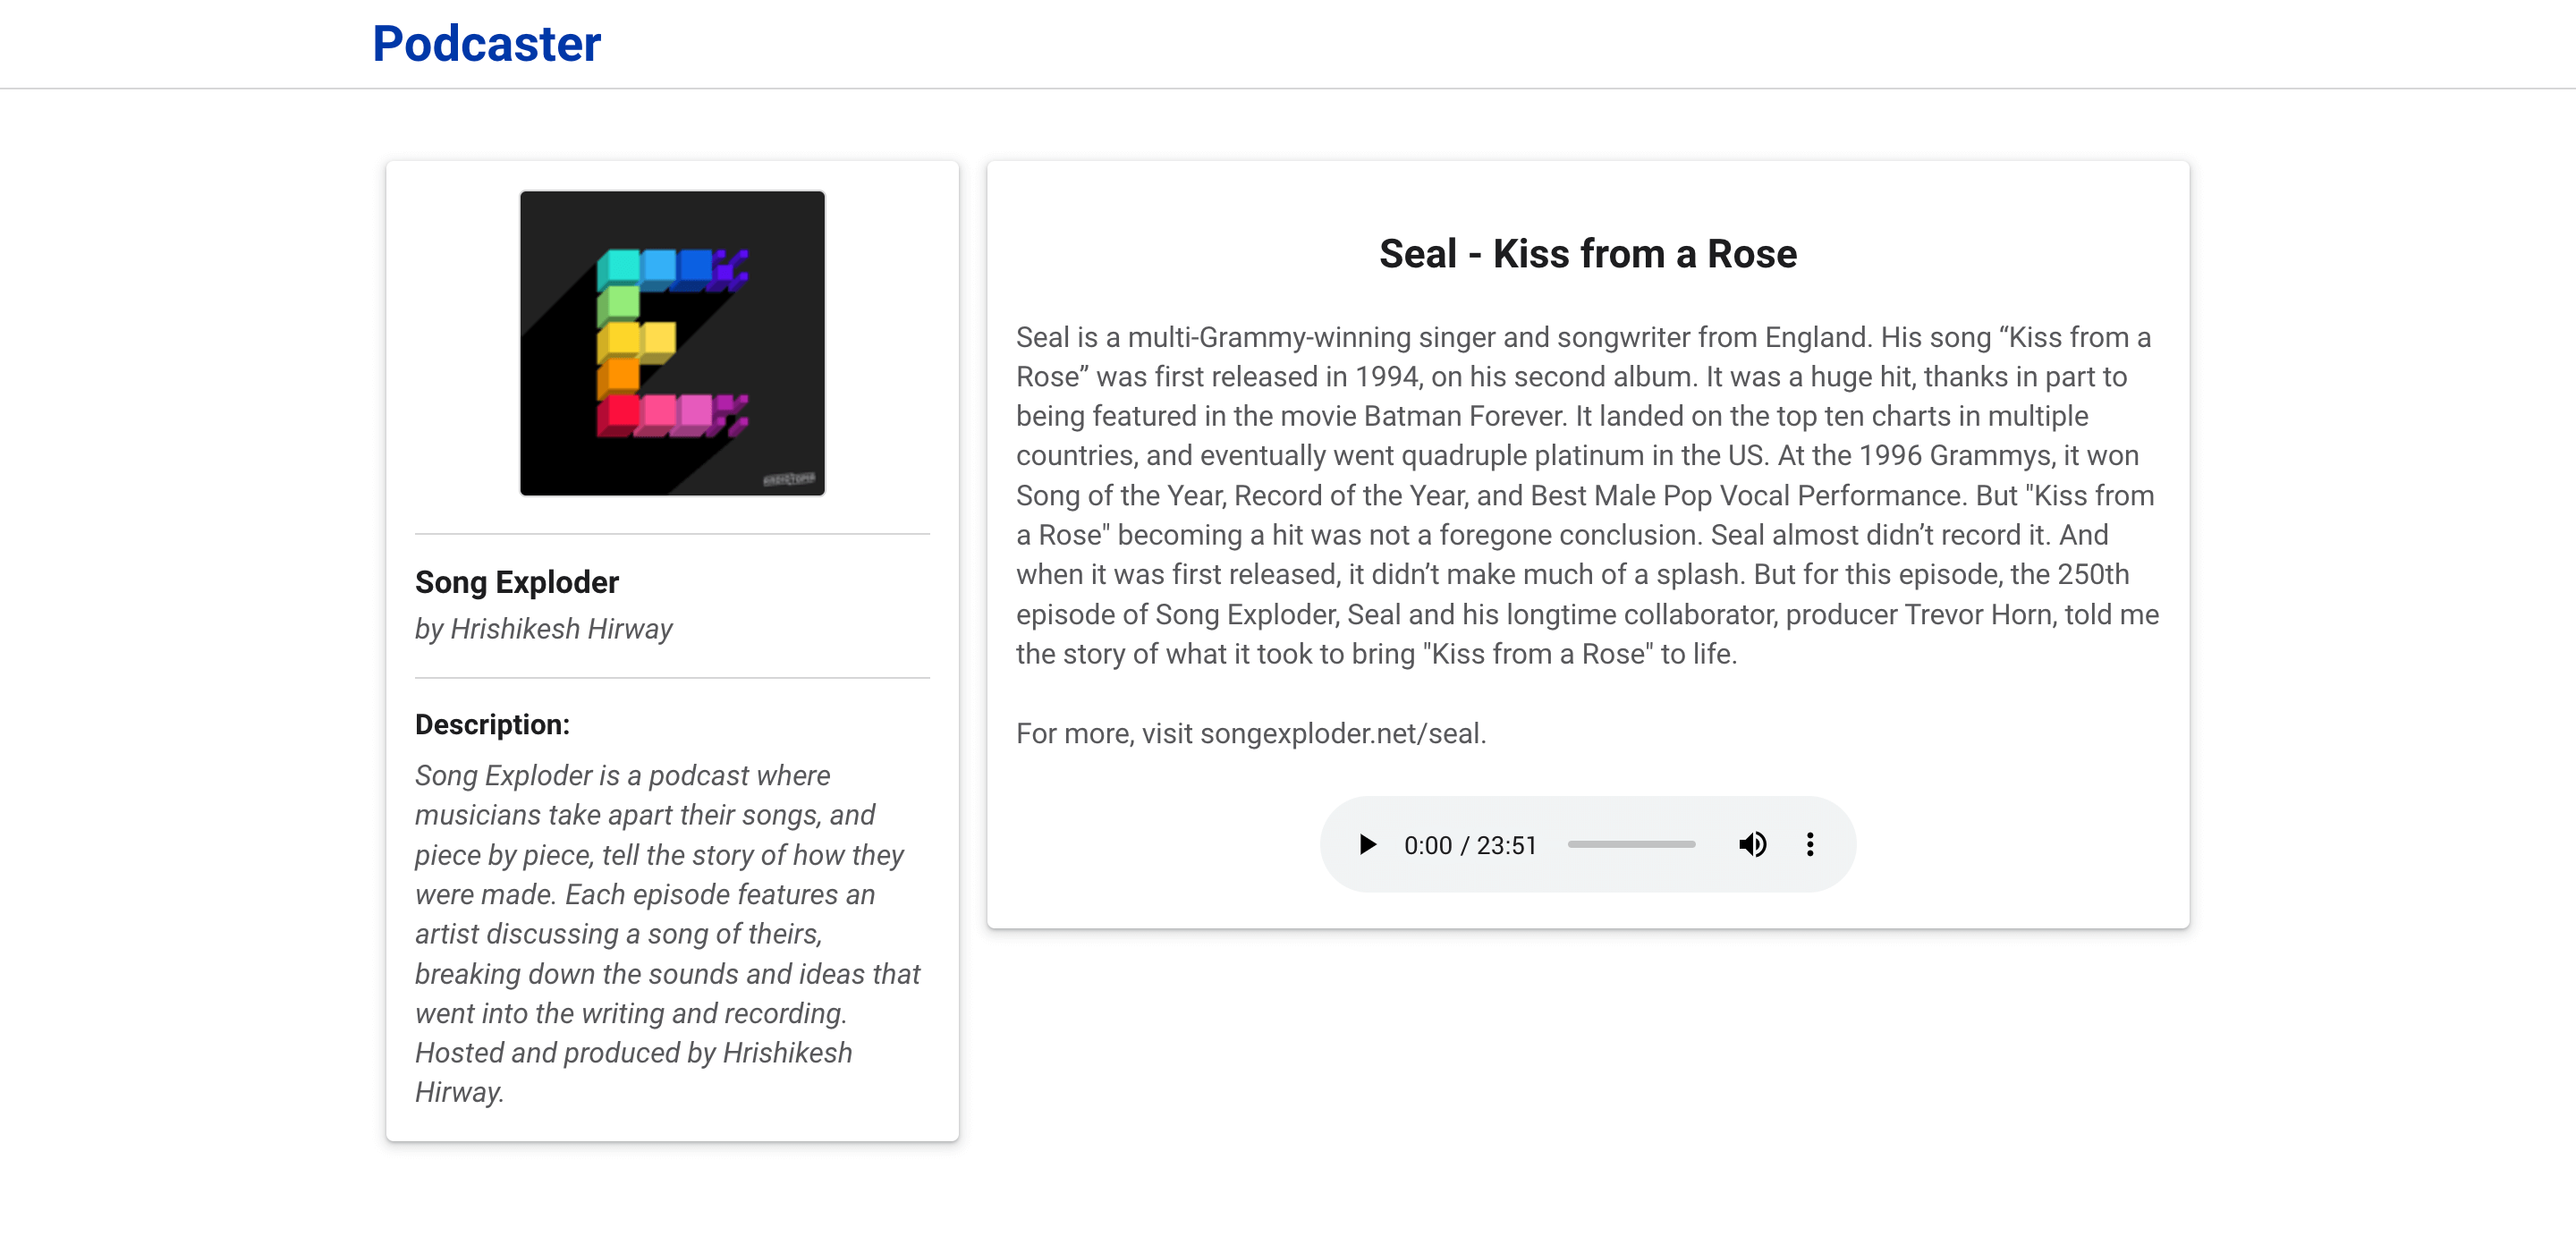 Podcaster
Song Exploder
by Hrishikesh Hirway
Description:
Song Exploder is a podcast where
musicians take apart their songs, and
piece by piece, tell the story of how they
were made. Each episode features an
artist discussing a song of theirs,
breaking down the sounds and ideas that
went into the writing and recording.
Hosted and produced by Hrishikesh
Hirway.
Seal - Kiss from a Rose
Seal is a multi-Grammy-winning singer and songwriter from England. His song “Kiss from a
Rose” was first released in 1994, on his second album. It was a huge hit, thanks in part to
being featured in the movie Batman Forever. It landed on the top ten charts in multiple
countries, and eventually went quadruple platinum in the US. At the 1996 Grammys, it won
Song of the Year, Record of the Year, and Best Male Pop Vocal Performance. But "Kiss from
a Rose" becoming a hit was not a foregone conclusion. Seal almost didn’t record it. And
when it was first released, it didn’t make much of a splash. But for this episode, the 250th
episode of Song Exploder, Seal and his longtime collaborator, producer Trevor Horn, told me
the story of what it took to bring "Kiss from a Rose" to life.
For more, visit songexploder.net/seal.
0:00 / 23:51